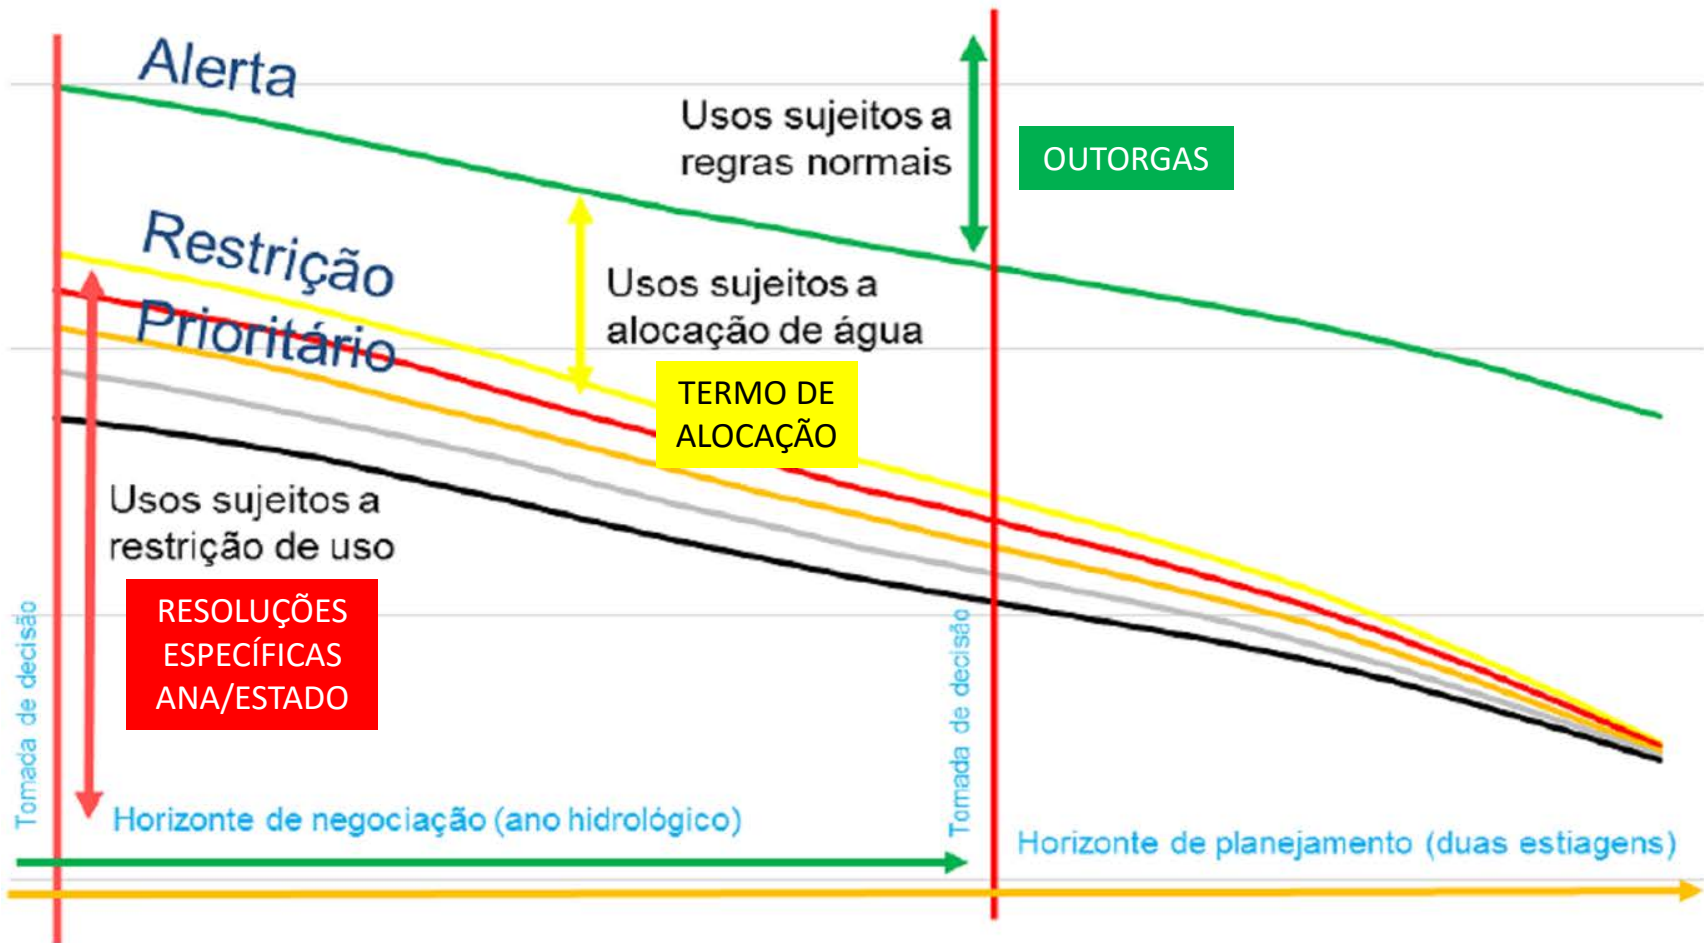 Alerta
Usos sujeitos a
regras normais
OUTORGAS
Restrição
Prioritário
Usos sujeitos a
alocação de água
TERMO DE
ALOCAÇÃO
Usos sujeitos a
restrição de uso
RESOLUÇÕES
ESPECÍFICAS
ANA/ESTADO
Tomada de decisão
Tomada de decisão
Horizonte de negociação (ano hidrológico)
Horizonte de planejamento (duas estiagens)